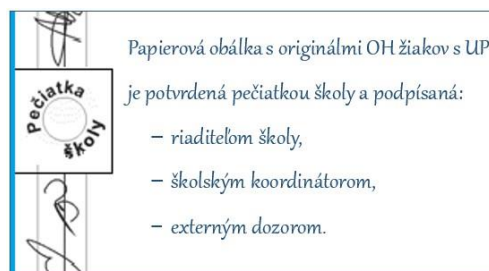 Pečiatka
školy
Papierová obálka s originálmi OH žiakov s UP
je potvrdená pečiatkou školy a podpísaná:
– riaditeľom školy,
– školským koordinátorom,
– externým dozorom.